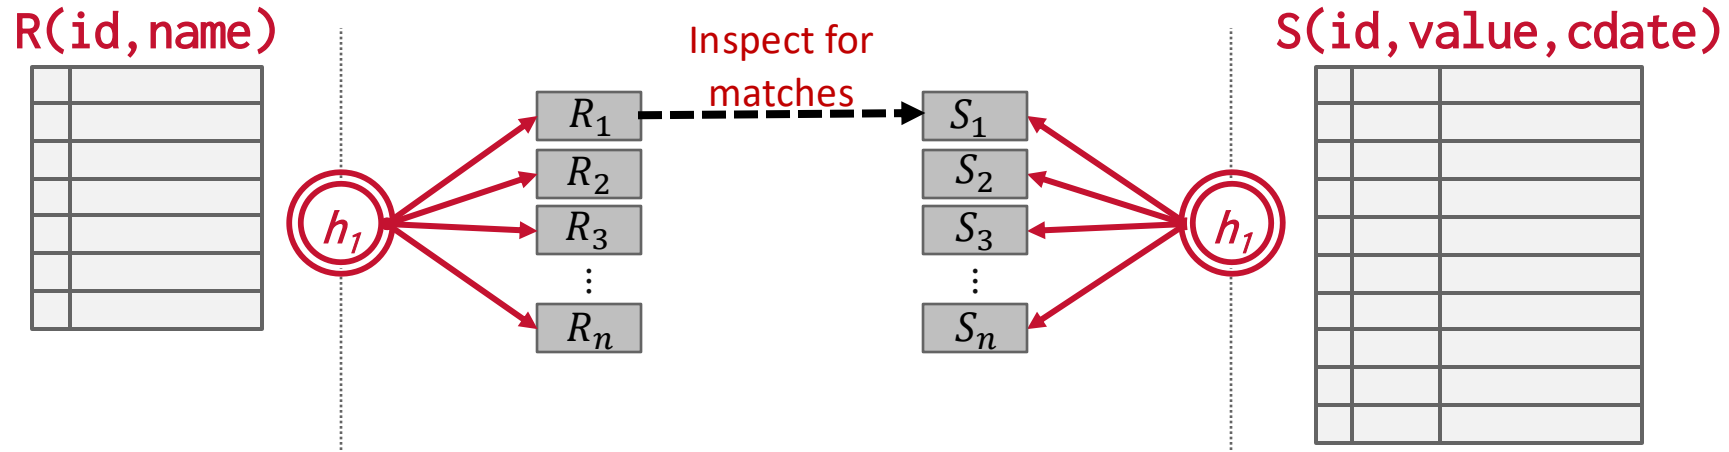 R(id,name)
Inspect for
matches
S(id,value,cdate)
R1
S1
R2
S2
h1
R3
S3
h1
⋮
⋮
Rn
Sn